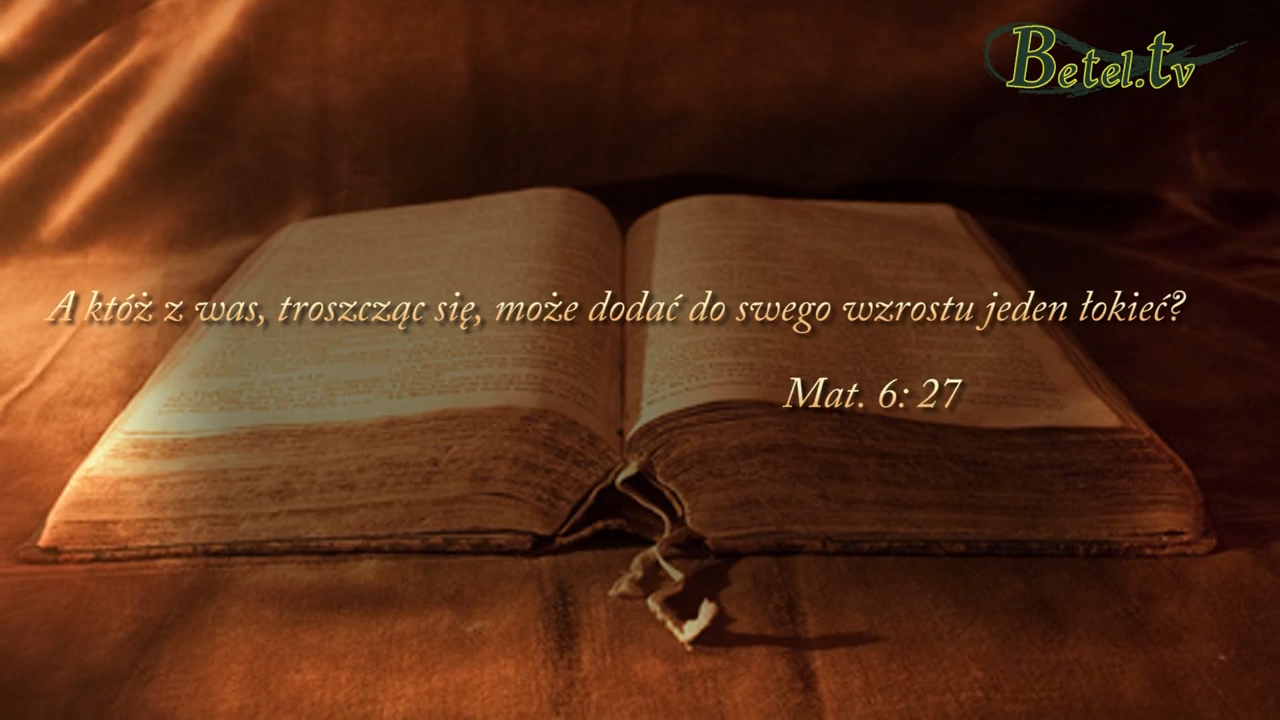 Betel.tv
A któż z was, troszcząc się, może dodać do swego wzrostu jeden łokieć?
Mat. 6: 27